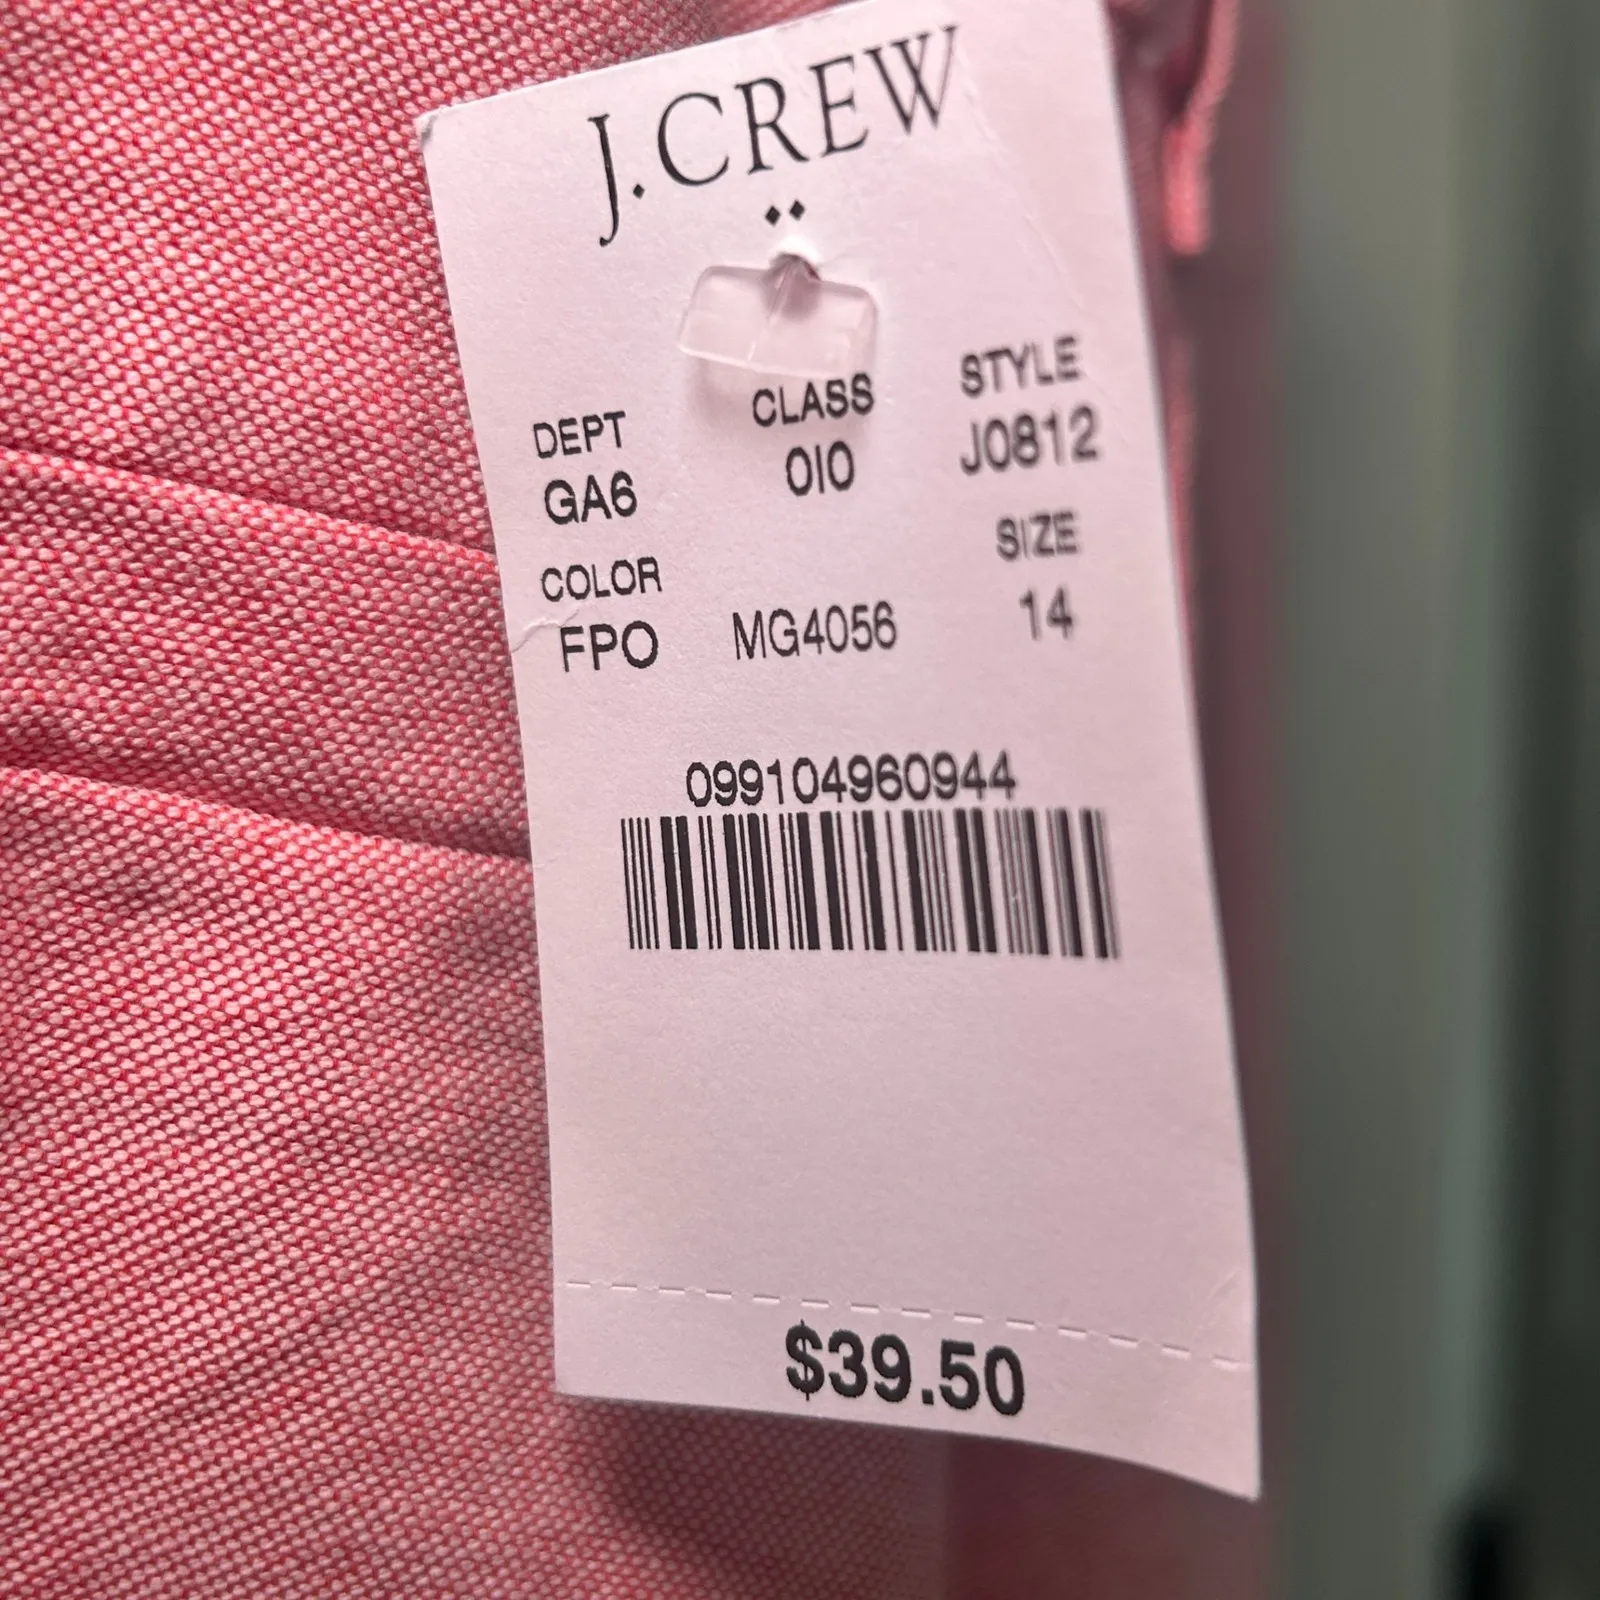 J.CREW
DEPT CLASS STYLE
GA6 010 J0812
COLOR SIZE
FPO MG4056 14
099104960944
$39.50